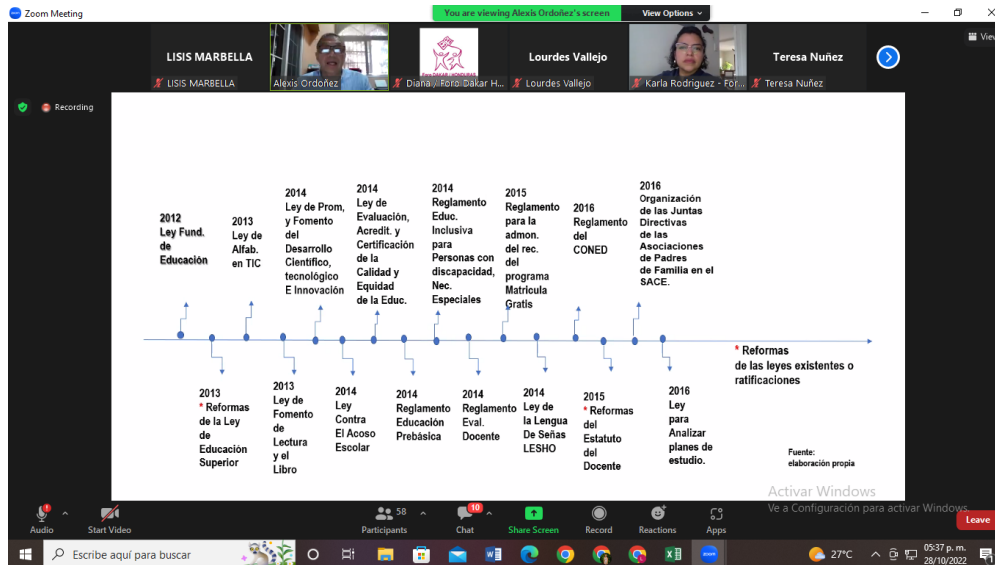 Zoom Meeting
You are viewing Alexis Ordoñez's screen
View Options
View
LISIS MARBELLA
LISIS MARBELLA
Alexis Ordoñez
Diana / Foro Dakar H...
Lourdes Vallejo
Lourdes Vallejo
Karla Rodriguez - For...
Teresa Nuñez
Teresa Nuñez
Recording
2012
Ley Fund.
de
Educación
2013
Ley de
Alfab.
en TIC
2014
Ley de Prom,
y Fomento
del
Desarrollo
Científico,
tecnológico
E Innovación
2014
Ley de
Evaluación,
Acredit. y
Certificación
de la
Calidad y
Equidad
de la Educ.
2014
Reglamento
Educ.
Inclusiva
para
Personas con
discapacidad,
Nec.
Especiales
2015
Reglamento
para la
admon.
del rec.
del
programa
Matricula
Gratis
2016
Reglamento
del
CONED
2016
Organización
de las Juntas
Directivas
de las
Asociaciones
de Padres
de Familia en el
SACE.
2013
* Reformas
de la Ley
de
Educación
Superior
2013
Ley de
Fomento
de
Lectura
y el
Libro
2014
Ley
Contra
El Acoso
Escolar
2014
Reglamento
Educación
Prebásica
2014
Reglamento
Eval.
Docente
2014
Ley de
la Lengua
De Señas
LESHO
2015
* Reformas
del
Estatuto
del
Docente
2016
Ley
para
Analizar
planes de
estudio.
* Reformas
de las leyes existentes o
ratificaciones
Fuente:
elaboración propia
Activar Windows
Ve a Configuración para activar Windows.
Audio
Start Video
58
Participants
10
Chat
Share Screen
Record
Reactions
Apps
Leave
Escribe aquí para buscar
27°C
05:37 p. m.
28/10/2022